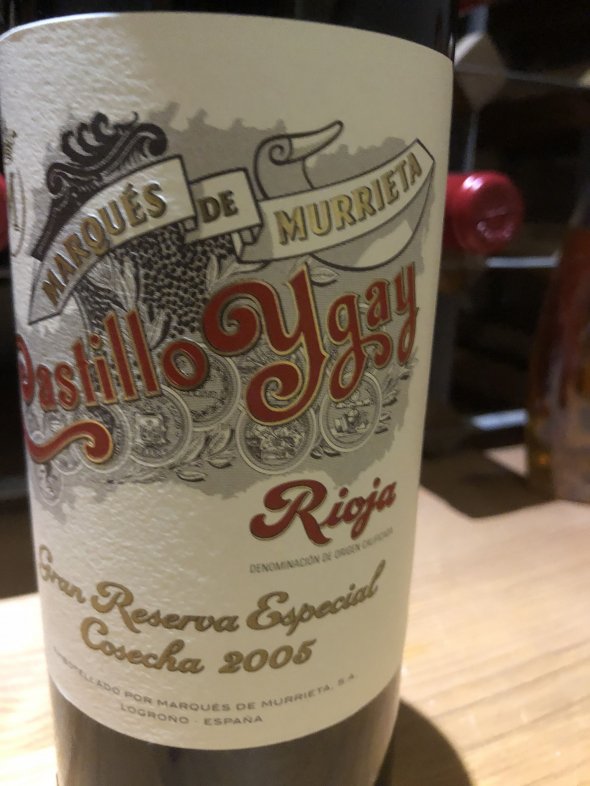 MARQUÉS DE MURRIETA
Castillo Ygay
Rioja
DENOMINACIÓN DE ORIGEN CALIFICADA
Gran Reserva Especial
Cosecha 2005
EMBOTELLADO POR MARQUÉS DE MURRIETA, S.A.
LOGROÑO - ESPAÑA